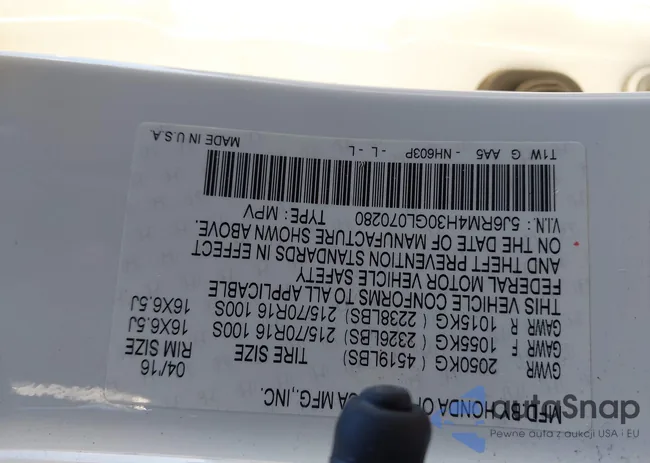 MFD.BY HONDA OF CA MFG.,INC. 04/16
GVWR 2050KG ( 4519LBS) TIRE SIZE RIM SIZE
GAWR F 1055KG ( 2326LBS) 215/70R16 100S 16X6.5J
GAWR R 1015KG ( 2238LBS) 215/70R16 100S 16X6.5J
THIS VEHICLE CONFORMS TO ALL APPLICABLE
FEDERAL MOTOR VEHICLE SAFETY
AND THEFT PREVENTION STANDARDS IN EFFECT
ON THE DATE OF MANUFACTURE SHOWN ABOVE.
V.I.N.: 5J6RM4H30GL070280 TYPE: MPV
T1W G AA5 - NH603P - L - L MADE IN U.S.A.
autoSnap
Pewne auta z aukcji USA i EU